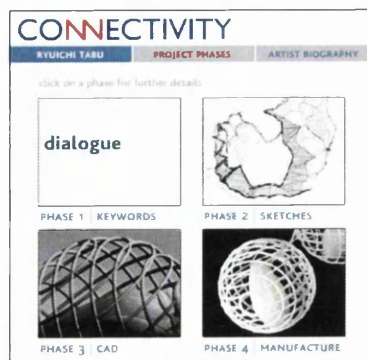 CONNECTIVITY
RYUICHI TABU PROJECT PHASES ARTIST BIOGRAPHY
click on a phase for further details
dialogue
PHASE 1 KEYWORDS PHASE 2 SKETCHES
PHASE 3 CAD PHASE 4 MANUFACTURE